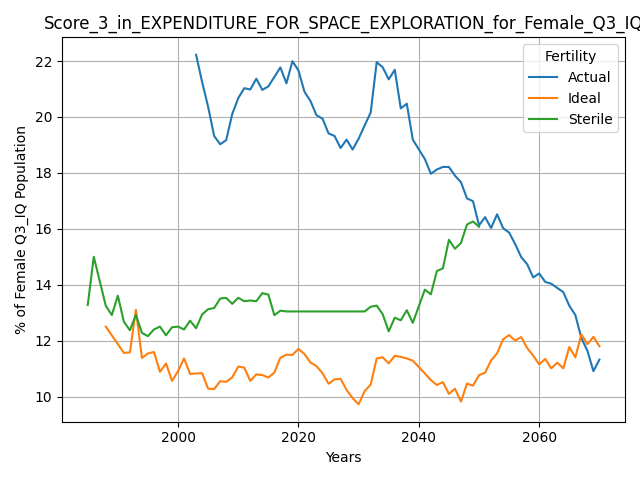 Score_3_in_EXPENDITURE_FOR_SPACE_EXPLORATION_for_Female_Q3_IQ
Fertility
Actual
Ideal
Sterile
% of Female Q3_IQ Population
22
20
18
16
14
12
10
2000 2020 2040 2060
Years